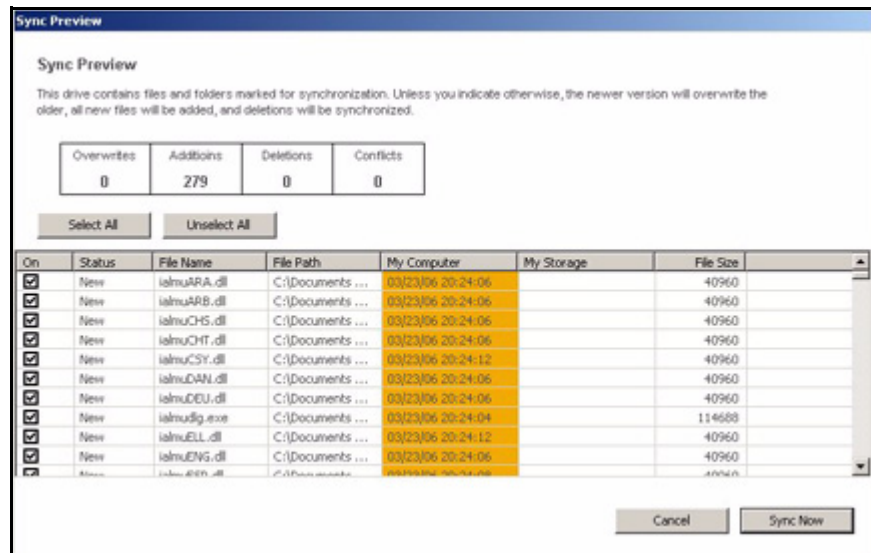 Sync Preview
Sync Preview
This drive contains files and folders marked for synchronization. Unless you indicate otherwise, the newer version will overwrite the
older, all new files will be added, and deletions will be synchronized.
Overwrites Additioins Deletions Conflicts
0 279 0 0
Select All Unselect All
On Status File Name File Path My Computer My Storage File Size
New ialmuARA.dll C:\Documents ... 03/23/06 20:24:06 40960
New ialmuARB.dll C:\Documents ... 03/23/06 20:24:06 40960
New ialmuCHS.dll C:\Documents ... 03/23/06 20:24:06 40960
New ialmuCHT.dll C:\Documents ... 03/23/06 20:24:06 40960
New ialmuCSY.dll C:\Documents ... 03/23/06 20:24:12 40960
New ialmuDAN.dll C:\Documents ... 03/23/06 20:24:06 40960
New ialmuDEU.dll C:\Documents ... 03/23/06 20:24:06 40960
New ialmudlg.exe C:\Documents ... 03/23/06 20:24:04 114688
New ialmuELL.dll C:\Documents ... 03/23/06 20:24:12 40960
New ialmuENG.dll C:\Documents ... 03/23/06 20:24:06 40960
Cancel Sync Now